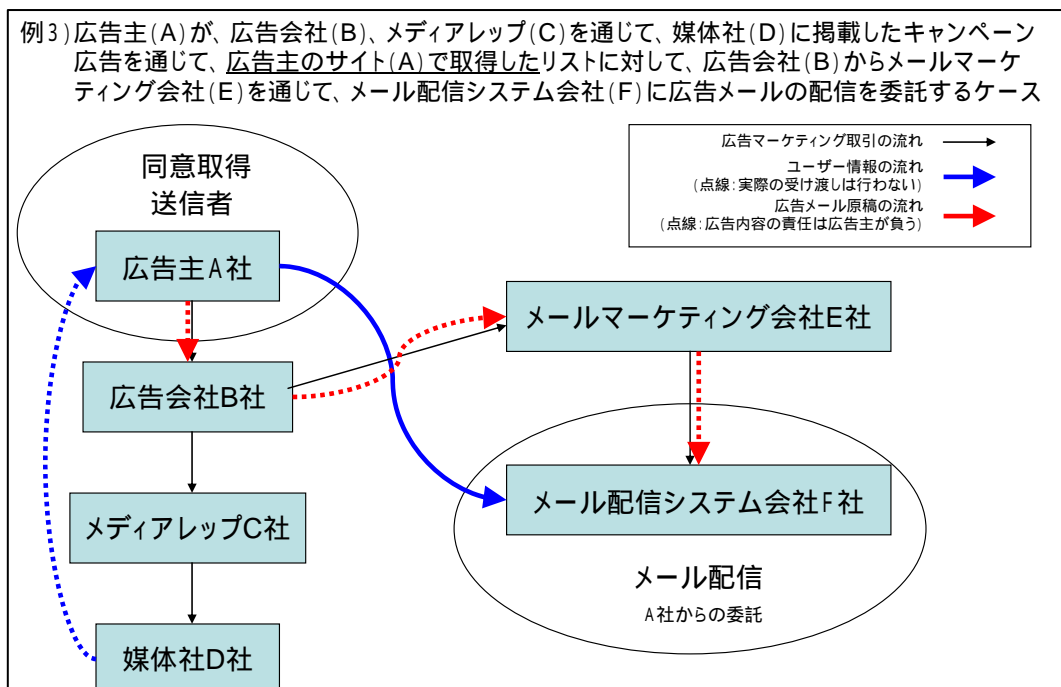 例3)広告主(A)が、広告会社(B)、メディアレップ(C)を通じて、媒体社(D)に掲載したキャンペーン
広告を通じて、広告主のサイト(A)で取得したリストに対して、広告会社(B)からメールマーケ
ティング会社(E)を通じて、メール配信システム会社(F)に広告メールの配信を委託するケース
広告マーケティング取引の流れ
ユーザー情報の流れ
(点線:実際の受け渡しは行わない)
広告メール原稿の流れ
(点線:広告内容の責任は広告主が負う)
同意取得
送信者
広告主A社
メールマーケティング会社E社
広告会社B社
メール配信システム会社F社
メディアレップC社
メール配信
A社からの委託
媒体社D社